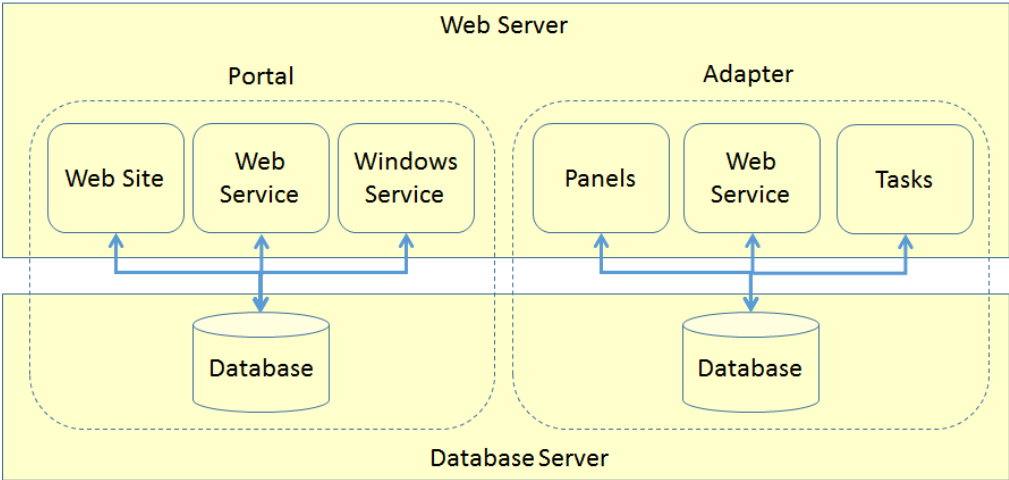 Web Server
Portal
Adapter
Web Site
Web
Service
Windows
Service
Panels
Web
Service
Tasks
Database
Database
Database Server